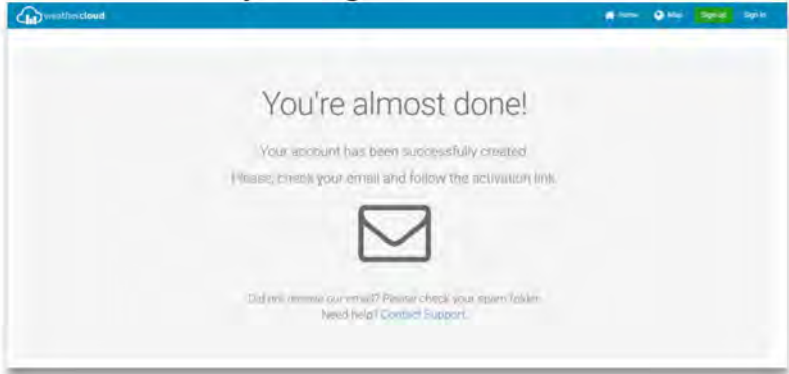 weathercloud
Home Map Sign up Sign in
You're almost done!
Your account has been successfully created
Please, check your email and follow the activation link
Did not receive our email? Please check your spam folder.
Need help? Contact Support.